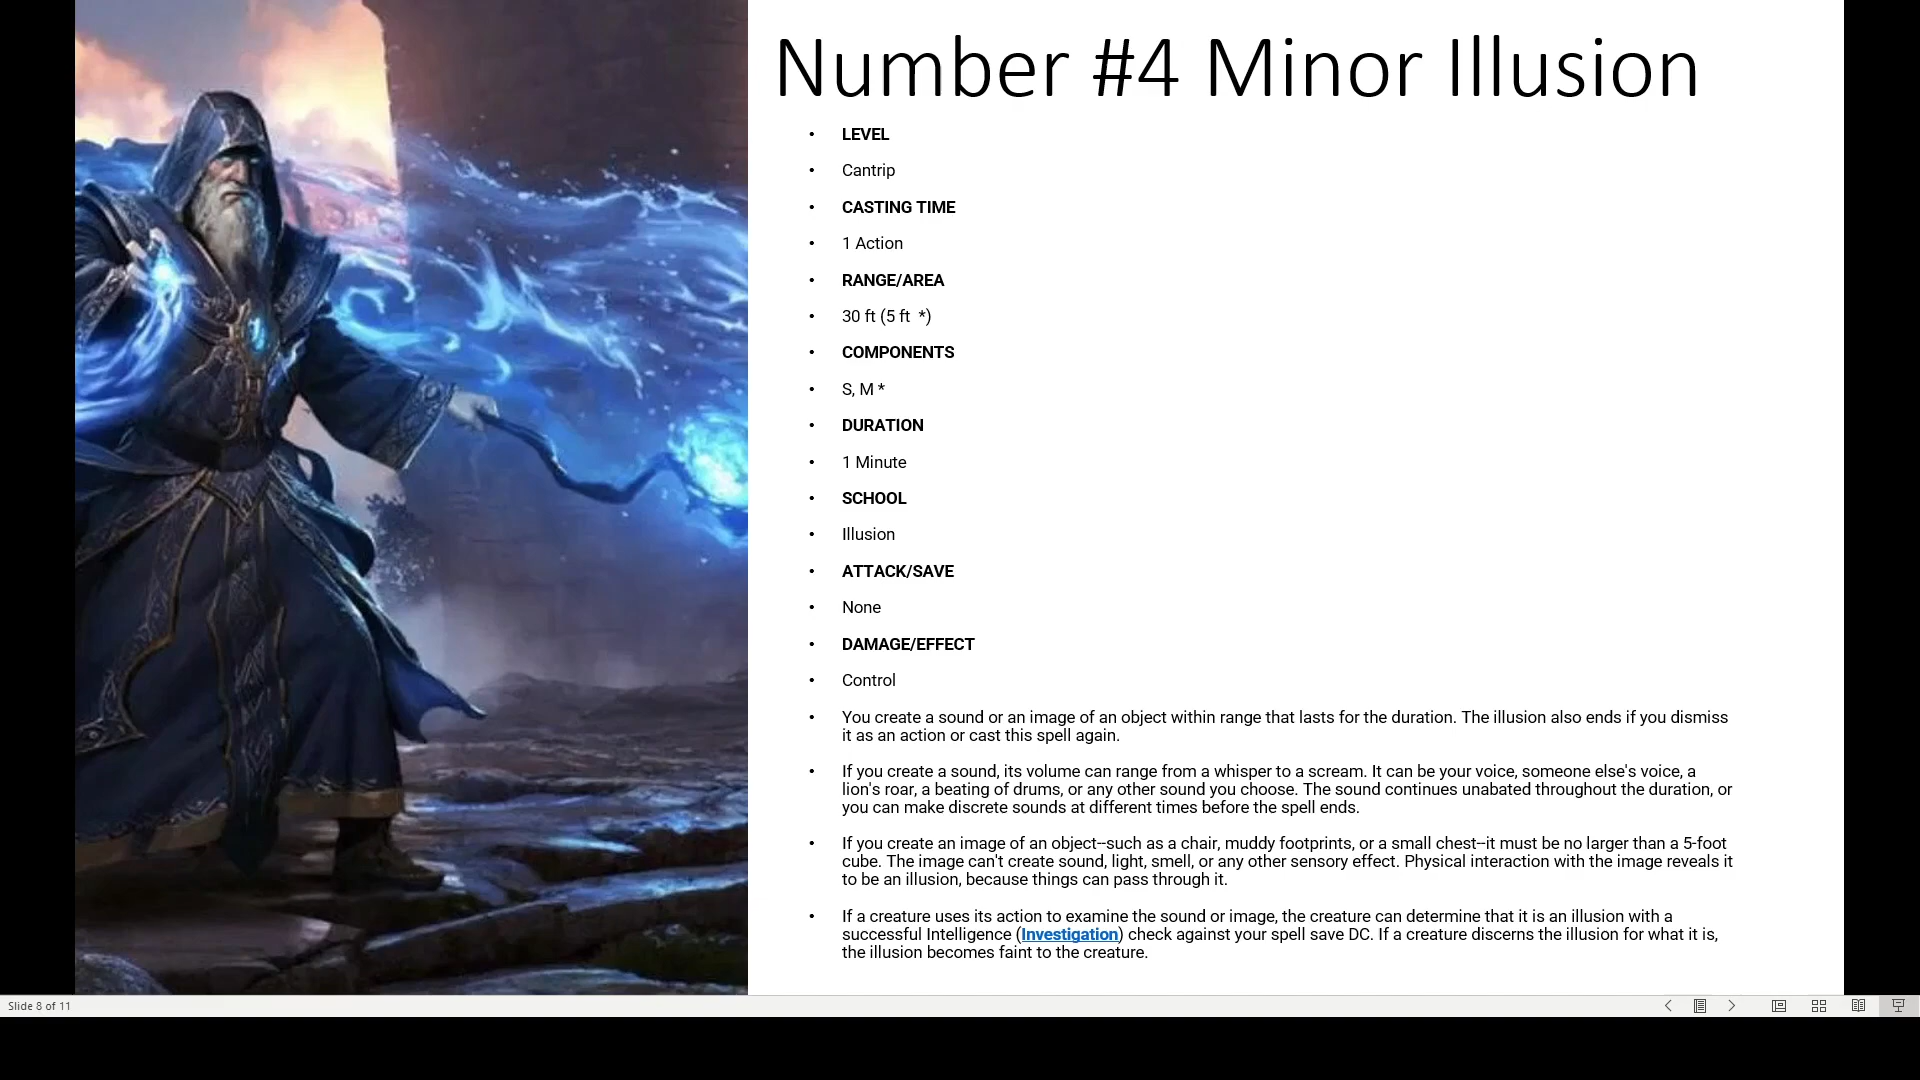 Number #4 Minor Illusion
• LEVEL
• Cantrip
• CASTING TIME
• 1 Action
• RANGE/AREA
• 30 ft (5 ft  *)
• COMPONENTS
• S, M *
• DURATION
• 1 Minute
• SCHOOL
• Illusion
• ATTACK/SAVE
• None
• DAMAGE/EFFECT
• Control
• You create a sound or an image of an object within range that lasts for the duration. The illusion also ends if you dismiss
it as an action or cast this spell again.
• If you create a sound, its volume can range from a whisper to a scream. It can be your voice, someone else's voice, a
lion's roar, a beating of drums, or any other sound you choose. The sound continues unabated throughout the duration, or
you can make discrete sounds at different times before the spell ends.
• If you create an image of an object--such as a chair, muddy footprints, or a small chest--it must be no larger than a 5-foot
cube. The image can't create sound, light, smell, or any other sensory effect. Physical interaction with the image reveals it
to be an illusion, because things can pass through it.
• If a creature uses its action to examine the sound or image, the creature can determine that it is an illusion with a
successful Intelligence (Investigation) check against your spell save DC. If a creature discerns the illusion for what it is,
the illusion becomes faint to the creature.
Slide 8 of 11